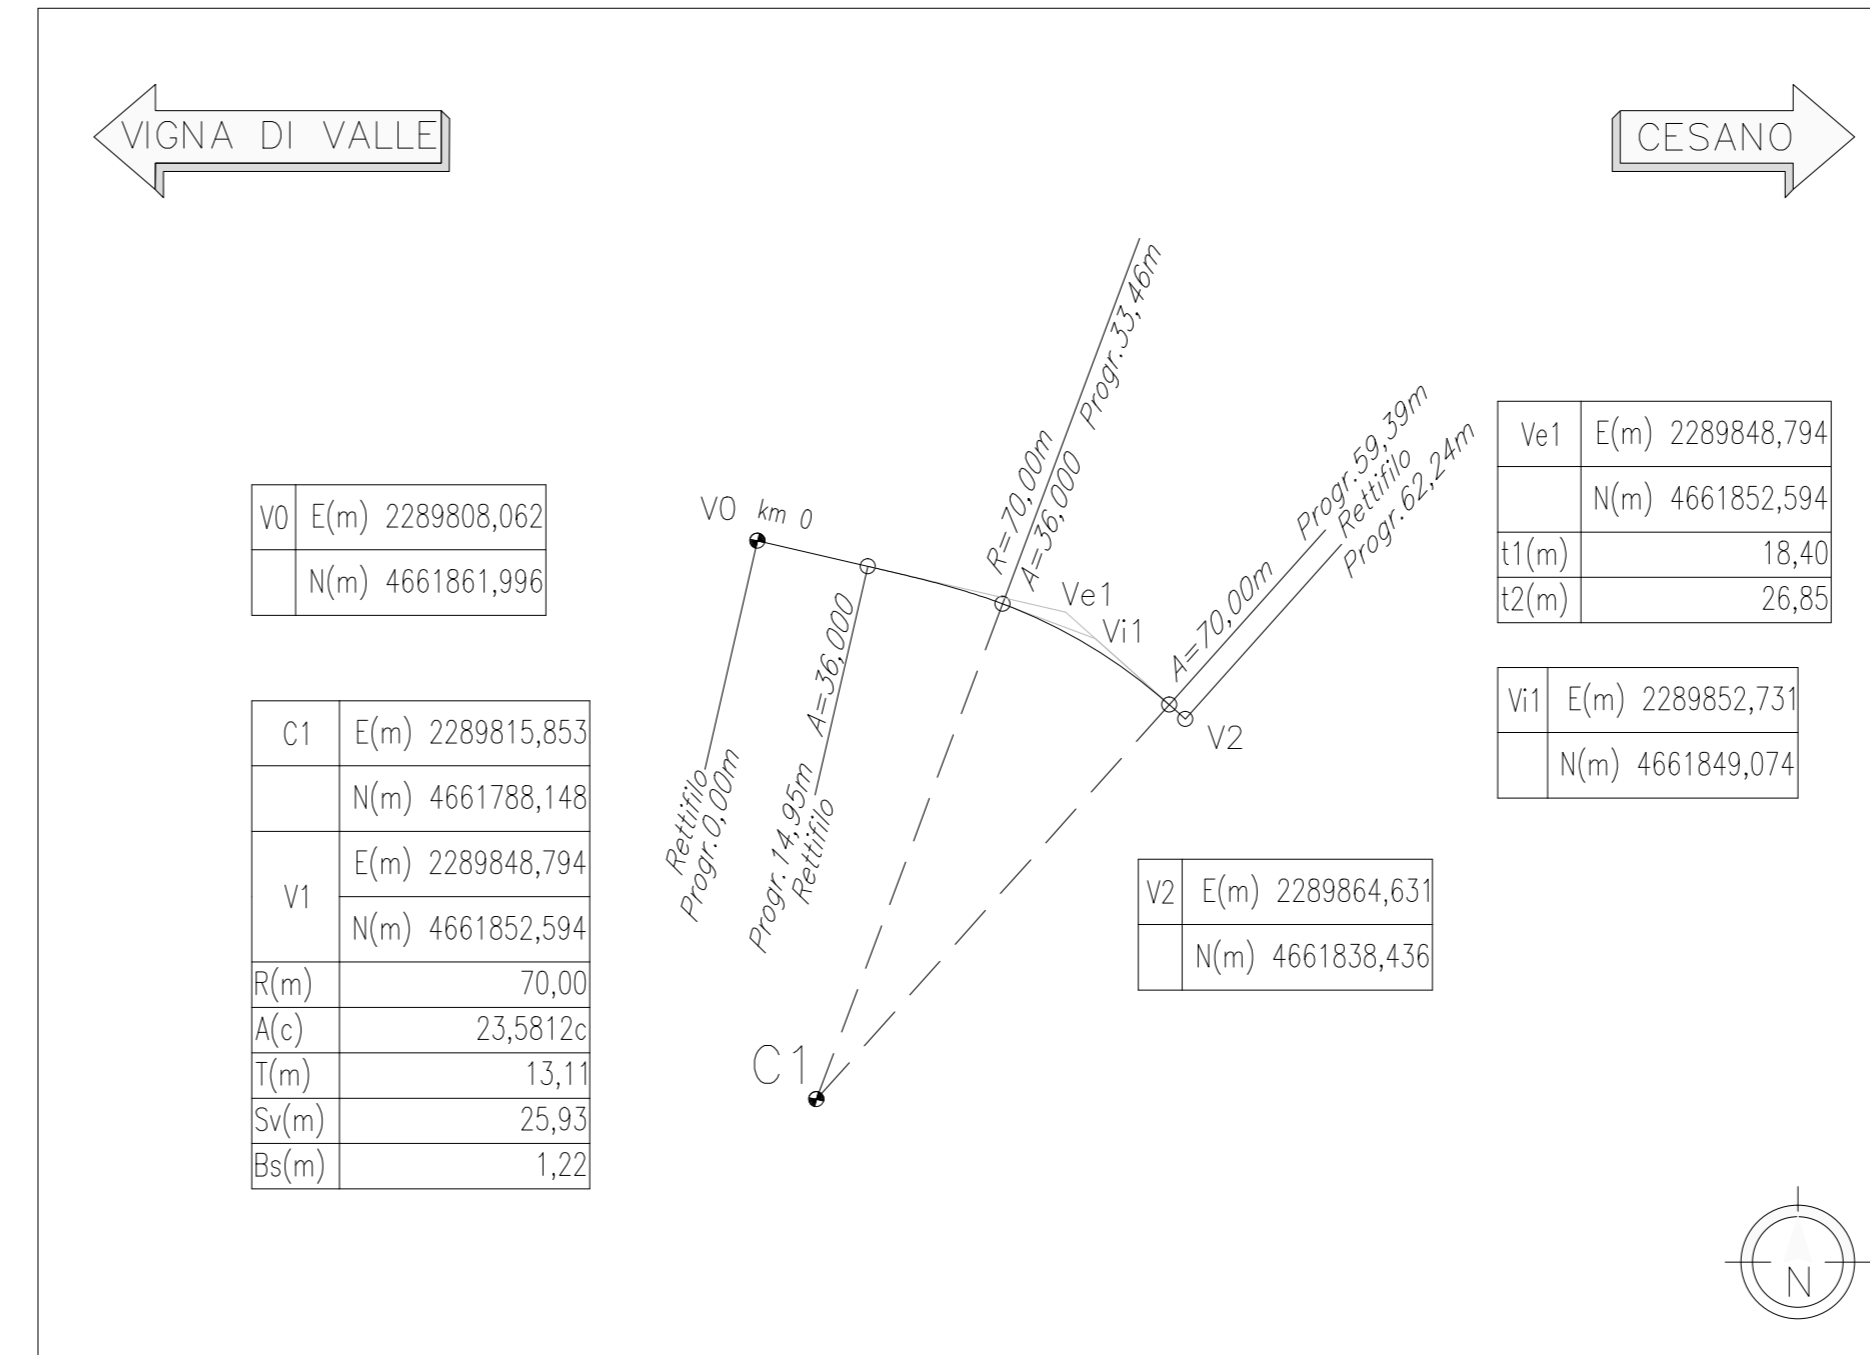 VIGNA DI VALLE
CESANO
V0 E(m) 2289808,062
N(m) 4661861,996
C1 E(m) 2289815,853
N(m) 4661788,148
V1 E(m) 2289848,794
N(m) 4661852,594
R(m) 70,00
A(c) 23,5812c
T(m) 13,11
Sv(m) 25,93
Bs(m) 1,22
V0 km 0
Rettifilo
Progr.0,00m
A=36,000
Progr.14,95m
Rettifilo
R=70,00m
A=36,000
Progr.33,46m
Ve1
Vi1
A=70,00m
Progr.59,39m
Rettifilo
Progr.62,24m
V2
C1
Ve1 E(m) 2289848,794
N(m) 4661852,594
t1(m) 18,40
t2(m) 26,85
Vi1 E(m) 2289852,731
N(m) 4661849,074
V2 E(m) 2289864,631
N(m) 4661838,436
N